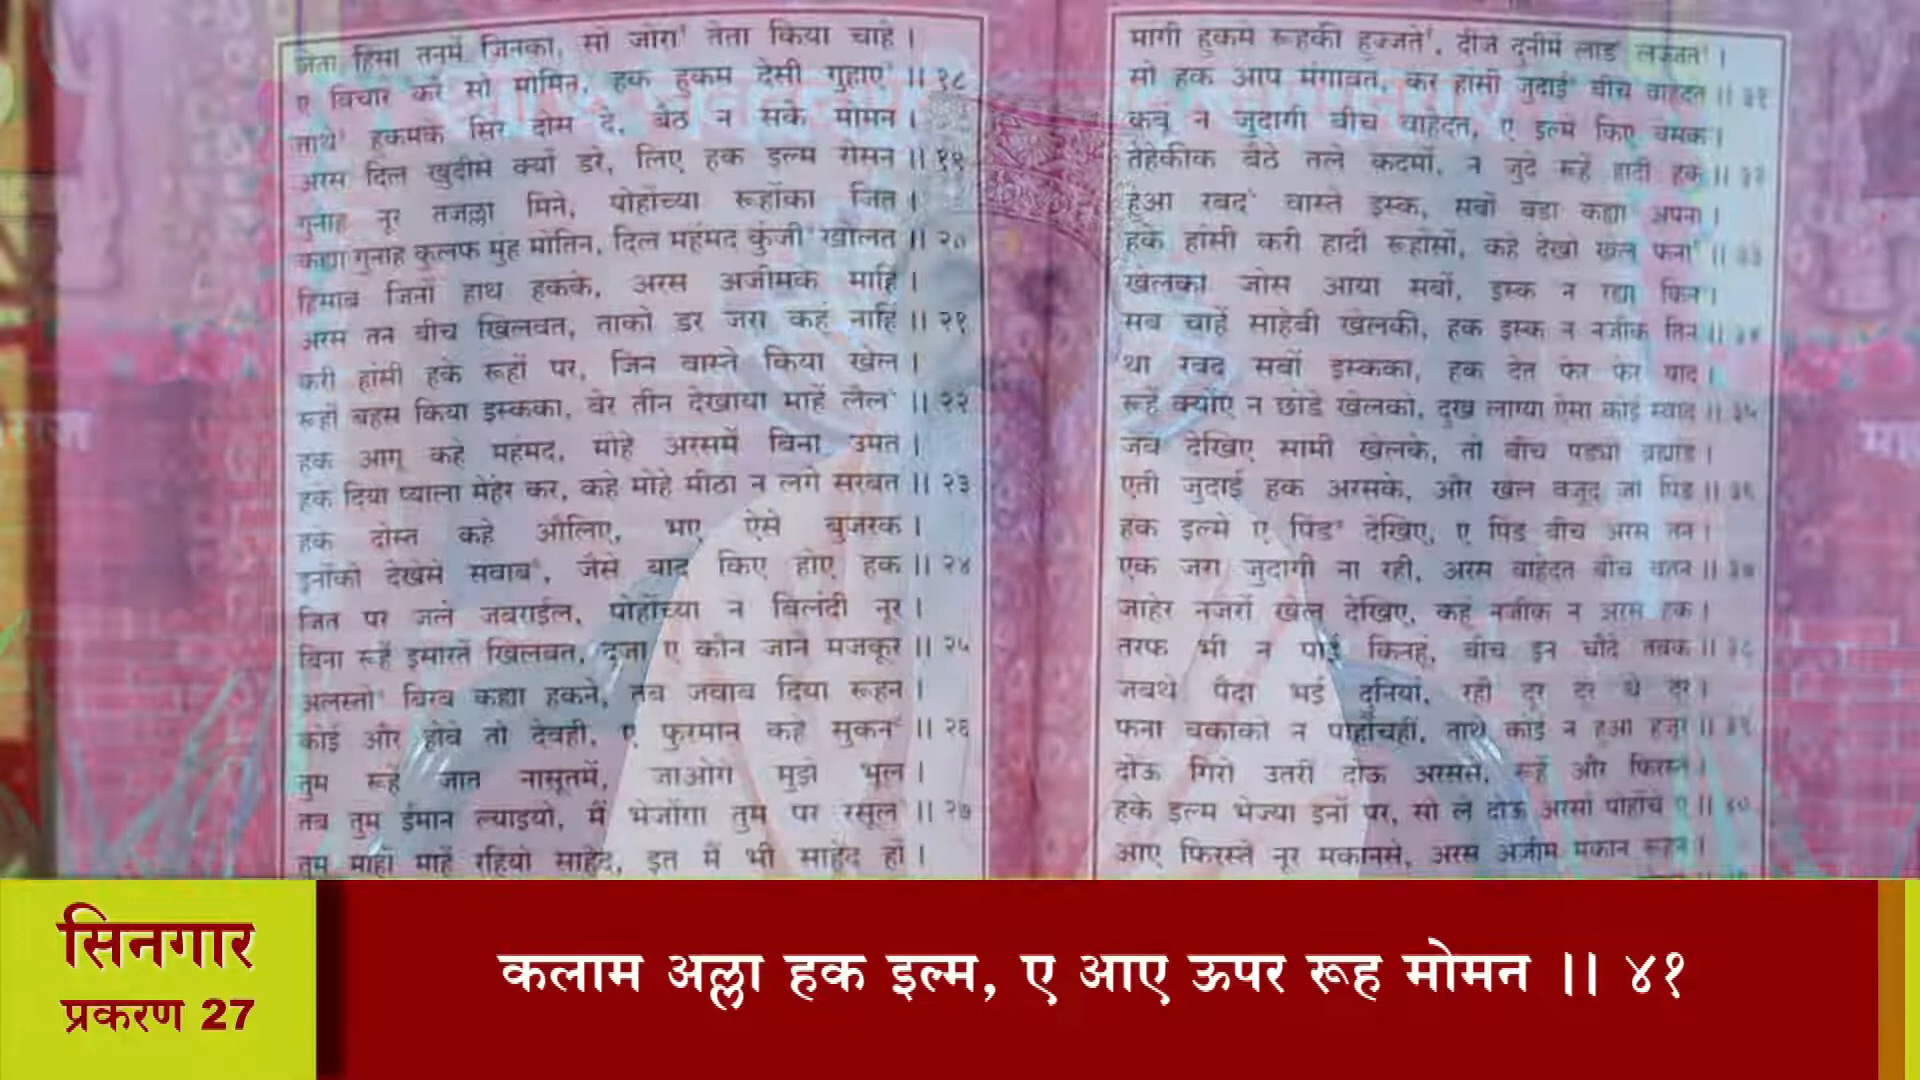 जेता हिसा तनमें जिनका, सो जोरा तेता किया चाहे ।
ए विचार करे सो मोमिन, हक हुकम देसी गुहाए ।। १८
ताथें हुकमके सिर दोस दे, बैठ न सके मोमन ।
अरस दिल खुदीसे क्यों डरे, लिए हक इल्म रोसन ।। १९
गुनाह नूर तजल्ला मिने, पोहोंच्या रूहोंका जित ।
कह्या गुनाह कुलफ मुंह मोतिन, दिल महंमद कुंजी खोलत ।। २०
हिसाब जिनों हाथ हकके, अरस अजीमके माहिं ।
अरस तन बीच खिलवत, ताको डर जरा कहूं नाहिं ।। २१
करी हांसी हकें रूहों पर, जिन वास्ते किया खेल ।
रूहों बहस किया इस्कका, बेर तीन देखाया माहें लैल ।। २२
हक आगू कहे महंमद, मोहे अरसमें बिना उमत ।
हकें दिया प्याला मेहेर कर, कहे मोहे मीठा न लगे सरबत ।। २३
हकें दोस्त कहे औलिए, भए ऐसे बुजरक ।
इनोंको देखेसे सवाब, जैसे याद किए होए हक ।। २४
जित पर जले जबराईल, पोहोंच्या न बिलंदी नूर ।
बिना रूहें इसारतें खिलवत, दूजा ए कौन जाने मजकूर ।। २५
अलस्तो बिरब कह्या हकने, तब जवाब दिया रूहन ।
कोई और होवे तो देवही, ए फुरमान कहे सुकन ।। २६
तुम रूहें जात नासूतमें, जाओगे मुझे भूल ।
तब तुम ईमान ल्याइयो, मैं भेजोंगा तुम पर रसूल ।। २७
तुम माहों माहें रहियो साहेद, इत मैं भी साहेद हों ।
मांगी हुकमें रूहकी हुज्जतें, दीजे दुनीमें लाड लज्जत ।
सो हक आप मंगावत, कर हांसी जुदाई बीच वाहेदत ।। ३१
कबूं न जुदागी बीच वाहेदत, ए इल्में किए बेसक ।
तेहेकीक बैठे तले कदमों, न जुदे रूहें हादी हक ।। ३२
हुआ रबद वास्ते इस्क, सबों बडा कह्या अपना ।
हकें हांसी करी हादी रूहोंसों, कहे देखो खेल फना ।। ३३
खेलका जोस आया सबों, इस्क न रह्या किन ।
सब चाहें साहेबी खेलकी, हक इस्क न नजीक तिन ।। ३४
था रबद सबों इस्कका, हक देत फेर फेर याद ।
रूहें क्योंए न छोडें खेलको, दुख लाग्या ऐसा कोई स्वाद ।। ३५
जब देखिए सामी खेलके, तो बीच पड्यो ब्रह्मांड ।
एती जुदाई हक अरसके, और खेल वजूद जो पिंड ।। ३६
हक इल्में ए पिंड देखिए, ए पिंड बीच अरस तन ।
एक जरा जुदागी ना रही, अरस वाहेदत बीच वतन ।। ३७
जाहेर नजरों खेल देखिए, कहूं नजीक न अरस हक ।
तरफ भी न पाई किनहूं, बीच इन चौदे तबक ।। ३८
जबथें पैदा भई दुनियां, रही दूर दूर थें दूर ।
फना बकाको न पोहोंचहीं, ताथें कोई न हुआ हजूर ।। ३९
दोऊ गिरो उतरी दोऊ अरससे, रूहें और फिरस्ते ।
हकें इल्म भेज्या इनों पर, सो ले दोऊ अरसों पोहोंचे ए ।। ४०
आए फिरस्ते नूर मकानसे, अरस अजीम मकान रूहन ।
सिनगार
प्रकरण 27
कलाम अल्ला हक इल्म, ए आए ऊपर रूह मोमन ।। ४१